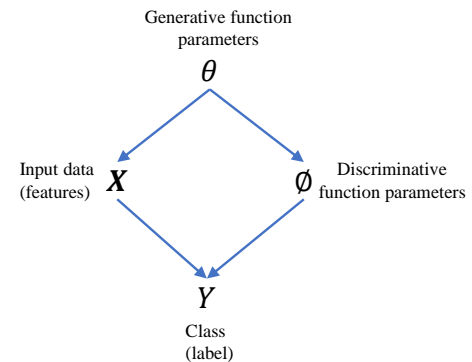 Generative function
parameters
θ
Input data
(features)
X
∅
Discriminative
function parameters
Y
Class
(label)